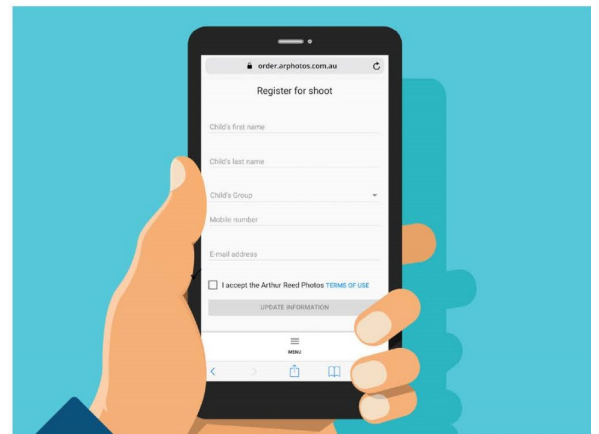 order.arphotos.com.au
Register for shoot
Child's first name
Child's last name
Child's Group
Mobile number
E-mail address
I accept the Arthur Reed Photos TERMS OF USE
UPDATE INFORMATION
MENU